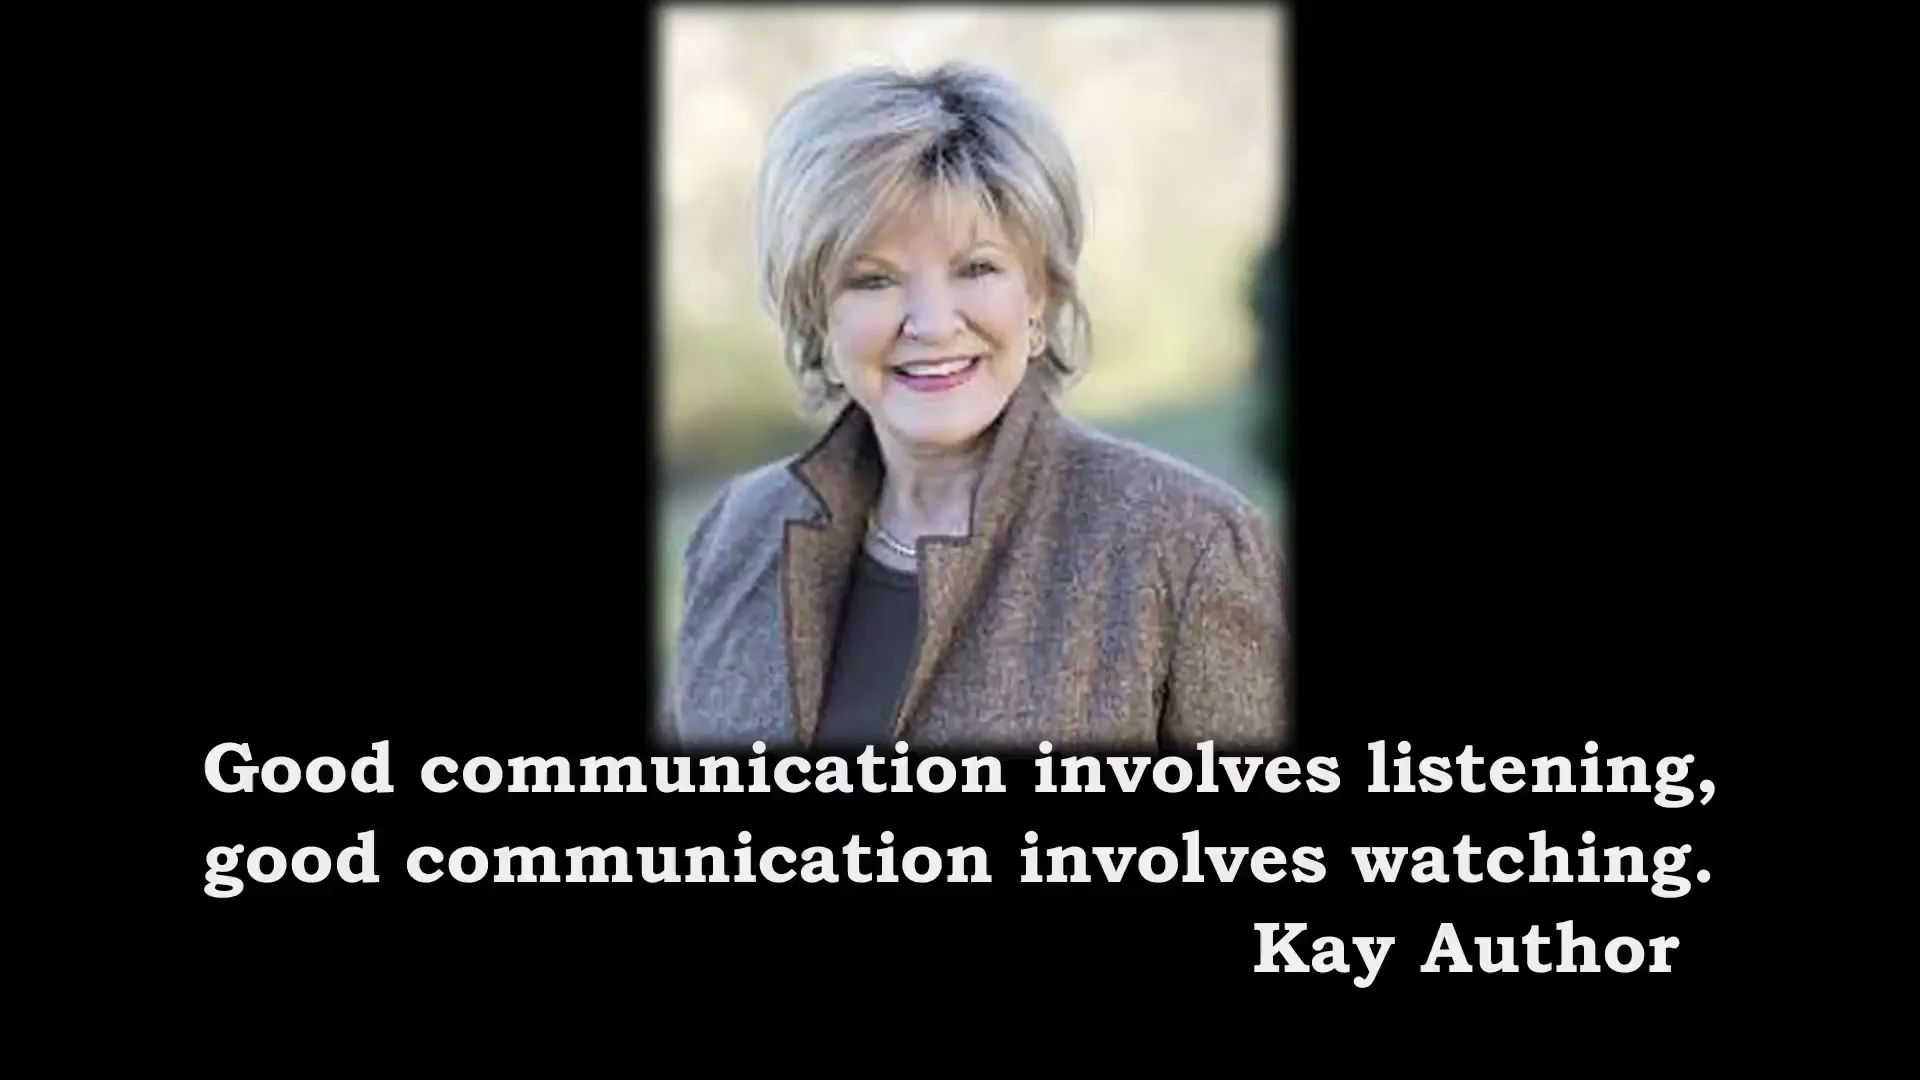 Good communication involves listening,
good communication involves watching.
Kay Author